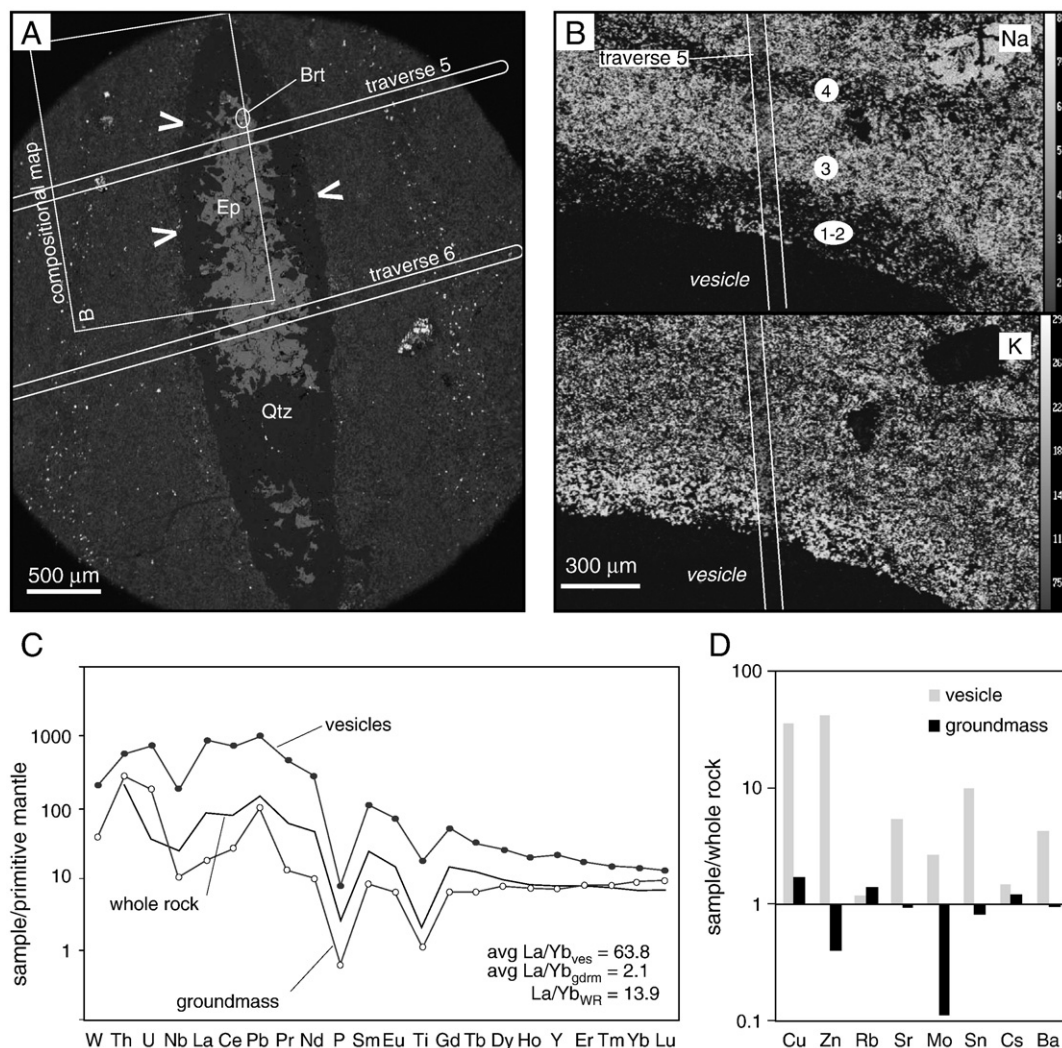 A
Brt
traverse 5
compositional map
B
Ep
traverse 6
Qtz
500 μm
B
Na
traverse 5
4
3
1-2
vesicle
K
vesicle
300 μm
C
sample/primitive mantle
1000
100
10
1
vesicles
whole rock
groundmass
avg La/Yb_ves = 63.8
avg La/Yb_gdrm = 2.1
La/Yb_WR = 13.9
W Th U Nb La Ce Pb Pr Nd P Sm Eu Ti Gd Tb Dy Ho Y Er Tm Yb Lu
D
sample/whole rock
100
10
1
0.1
vesicle
groundmass
Cu Zn Rb Sr Mo Sn Cs Ba